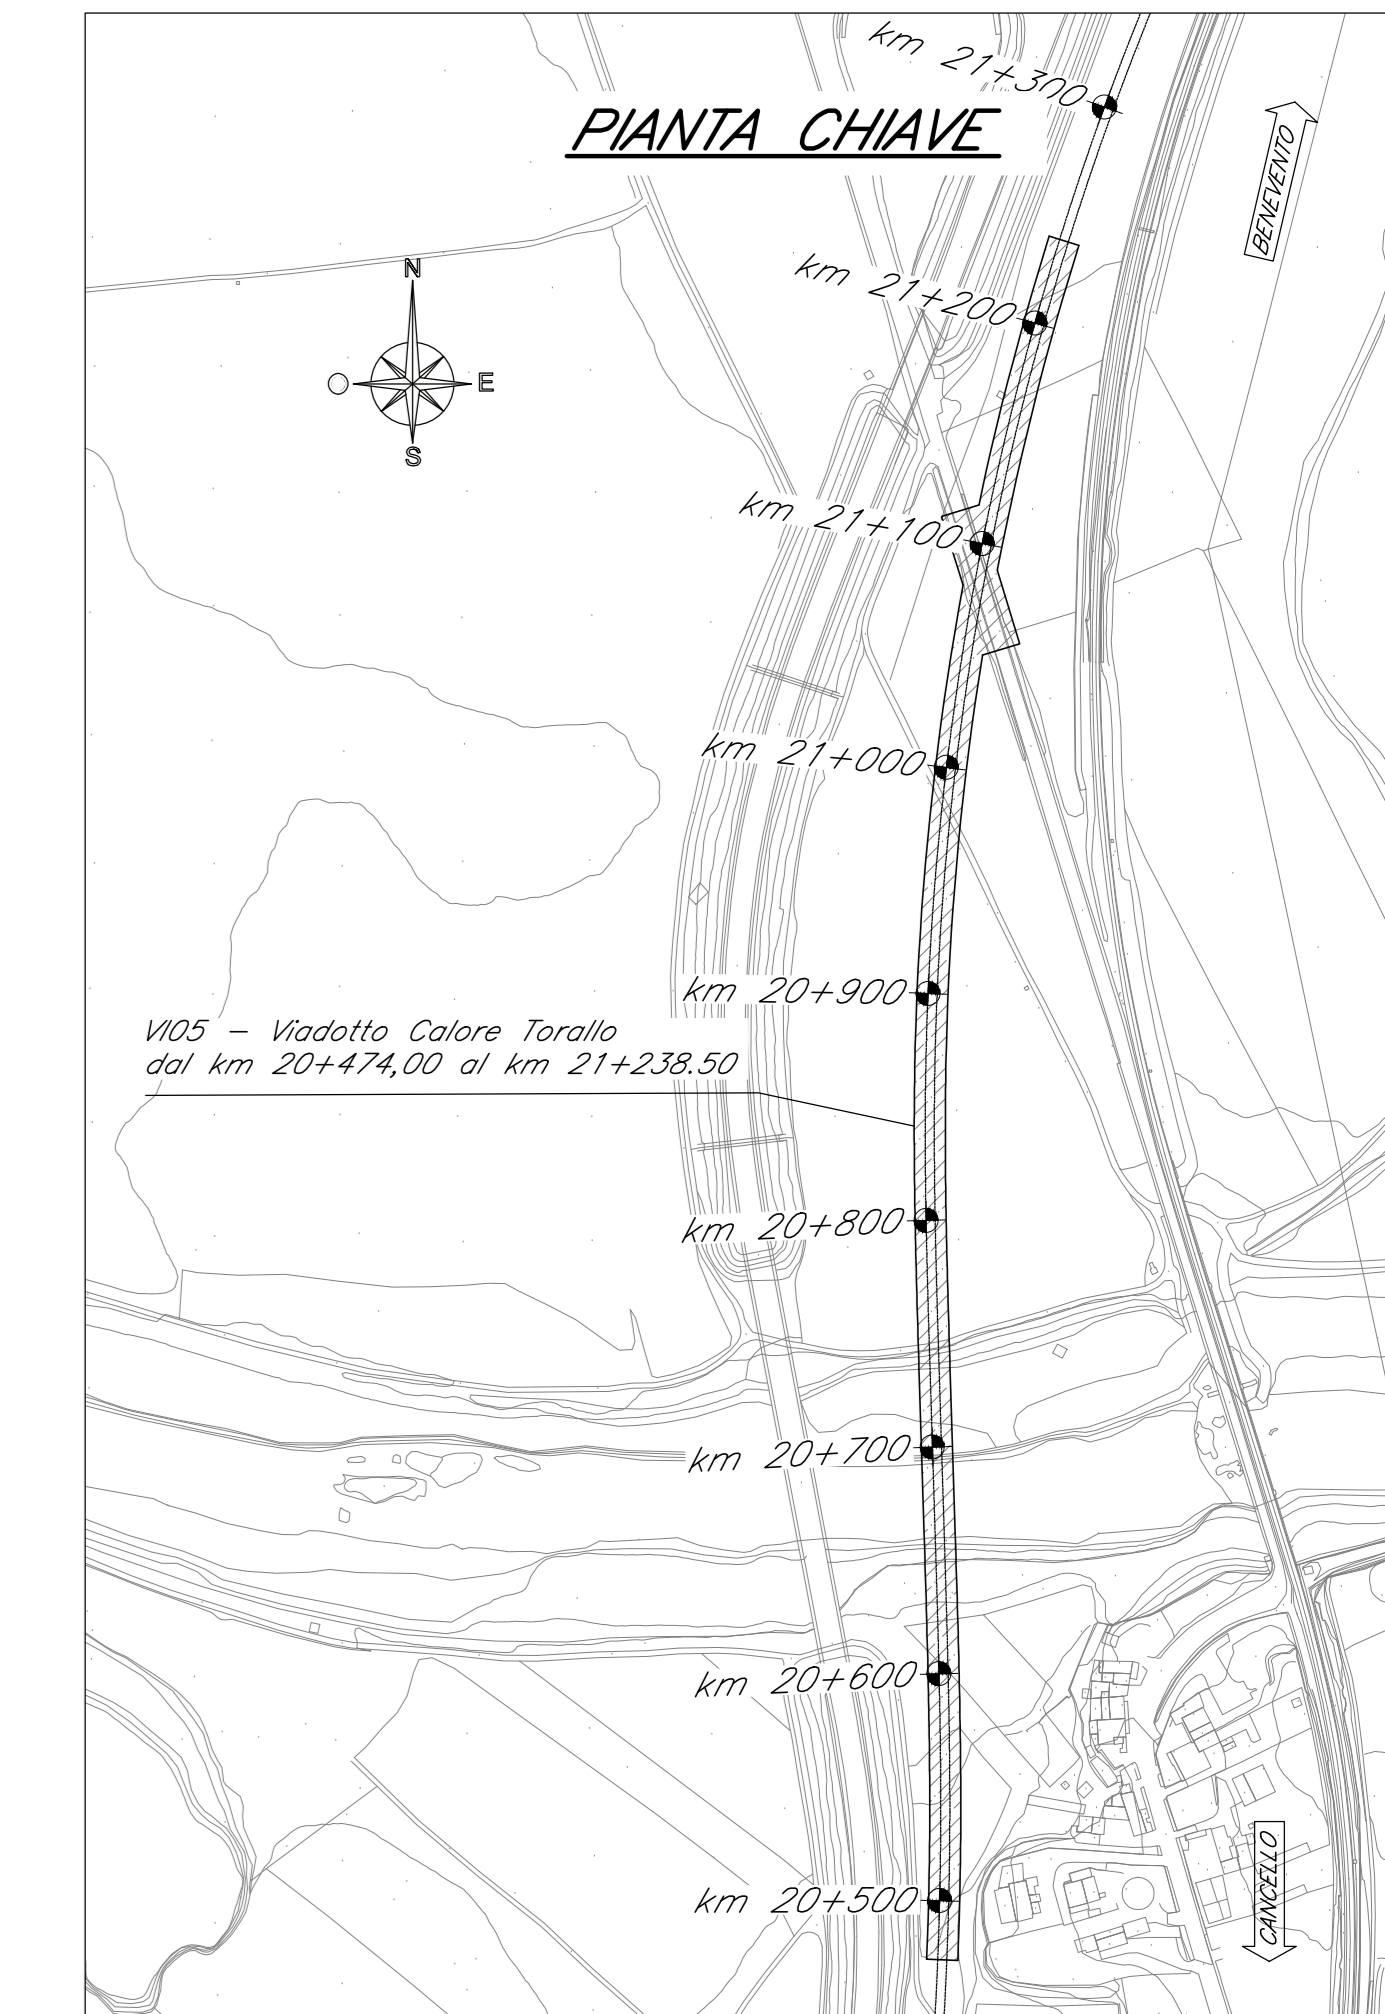 km 21+300
PIANTA CHIAVE
BENEVENTO
km 21+200
N
E
S
km 21+100
km 21+000
km 20+900
VI05 – Viadotto Calore Torallo
dal km 20+474,00 al km 21+238.50
km 20+800
km 20+700
km 20+600
km 20+500
CANCELLO